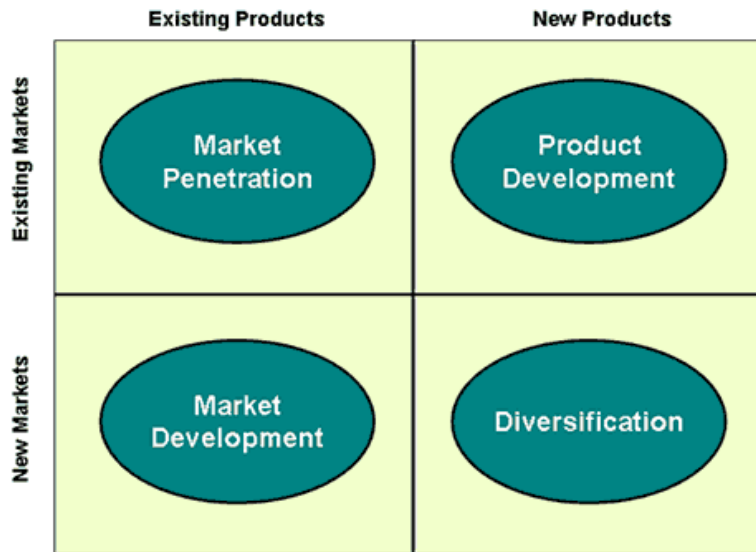 Existing Products
New Products
Existing Markets
Market
Penetration
Product
Development
New Markets
Market
Development
Diversification